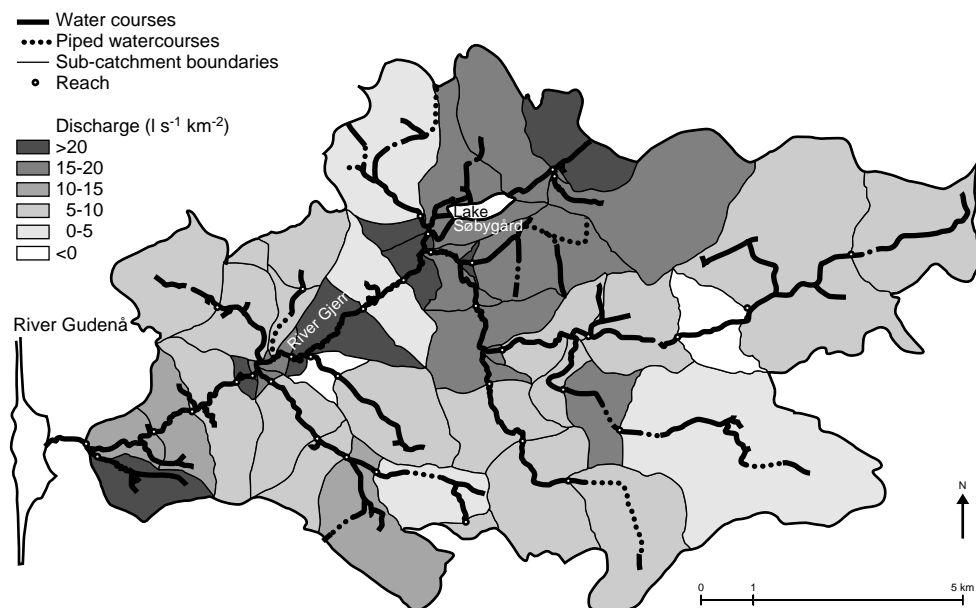 Water courses
Piped watercourses
Sub-catchment boundaries
Reach
Discharge (l s⁻¹ km⁻²)
>20
15-20
10-15
5-10
0-5
<0
Lake
Søbygård
River Gjern
River Gudenå
N
0 1 5 km